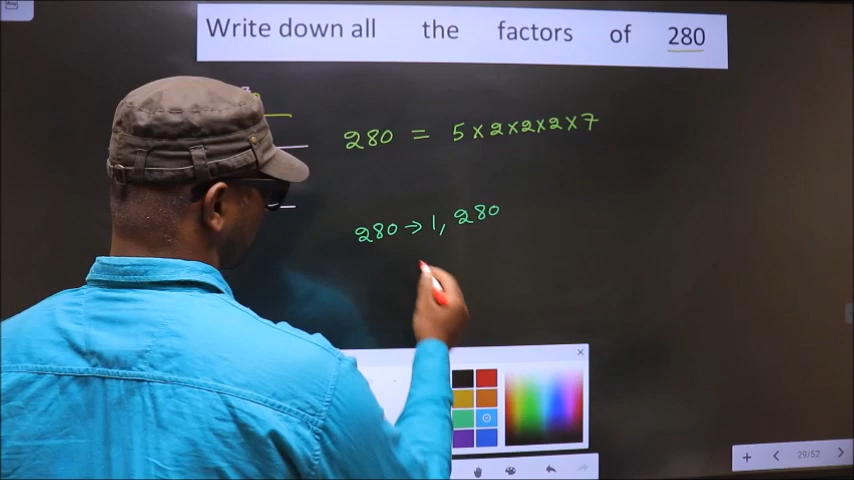 Write down all the factors of 280
280 = 5 x 2 x 2 x 2 x 7
280 → 1, 280
29/52